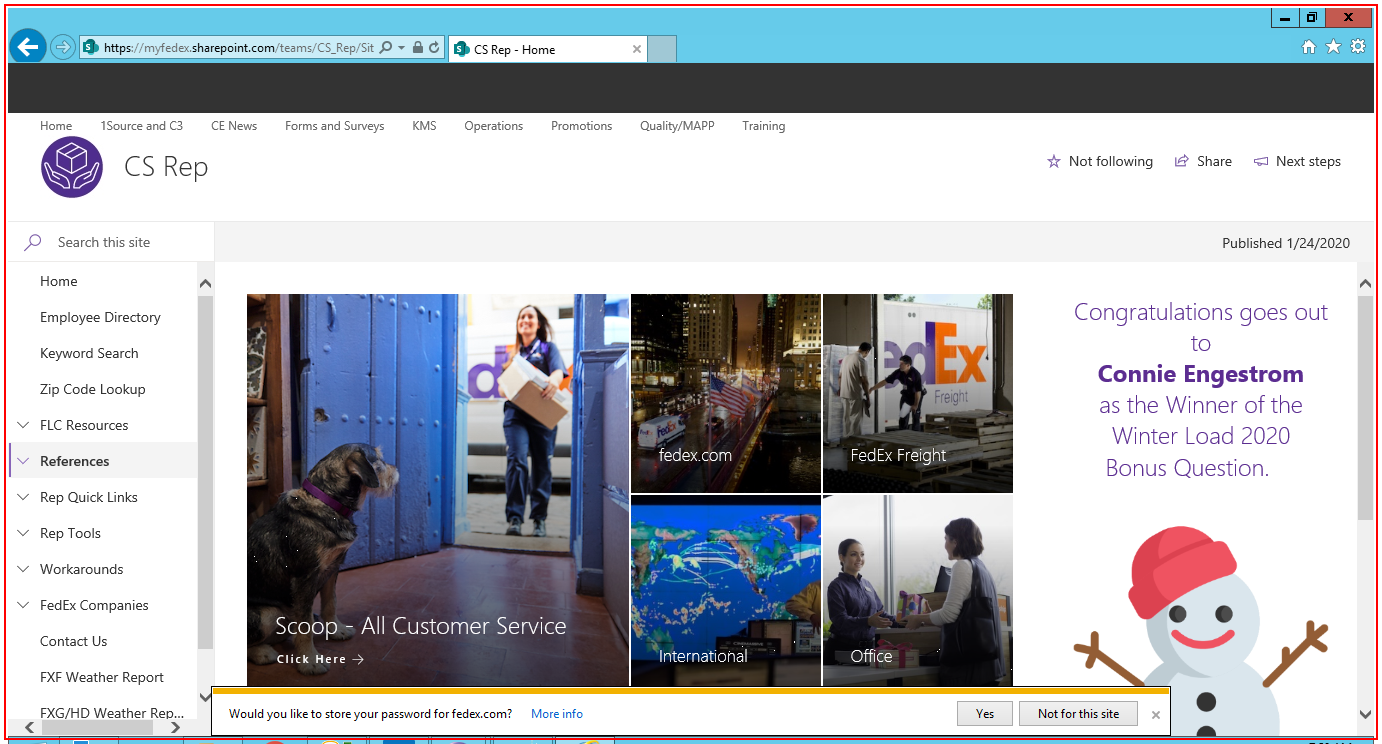 https://myfedex.sharepoint.com/teams/CS_Rep/Sit
CS Rep - Home
Home 1Source and C3 CE News Forms and Surveys KMS Operations Promotions Quality/MAPP Training
CS Rep
Not following Share Next steps
Search this site
Published 1/24/2020
Home
Employee Directory
Keyword Search
Zip Code Lookup
FLC Resources
References
Rep Quick Links
Rep Tools
Workarounds
FedEx Companies
Contact Us
FXF Weather Report
FXG/HD Weather Rep...
Scoop - All Customer Service
Click Here
fedex.com
FedEx
Freight
FedEx Freight
International
Office
Congratulations goes out
to
Connie Engestrom
as the Winner of the
Winter Load 2020
Bonus Question.
Would you like to store your password for fedex.com? More info Yes Not for this site